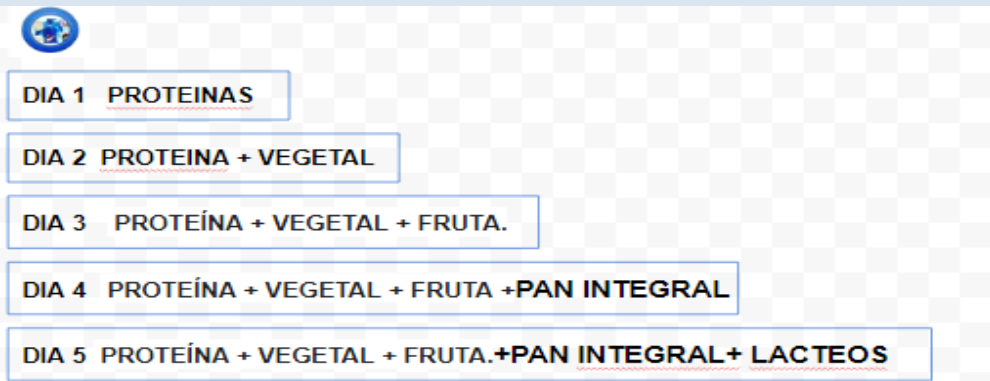 DIA 1 PROTEINAS
DIA 2 PROTEINA + VEGETAL
DIA 3 PROTEÍNA + VEGETAL + FRUTA.
DIA 4 PROTEÍNA + VEGETAL + FRUTA +PAN INTEGRAL
DIA 5 PROTEÍNA + VEGETAL + FRUTA.+PAN INTEGRAL+ LACTEOS